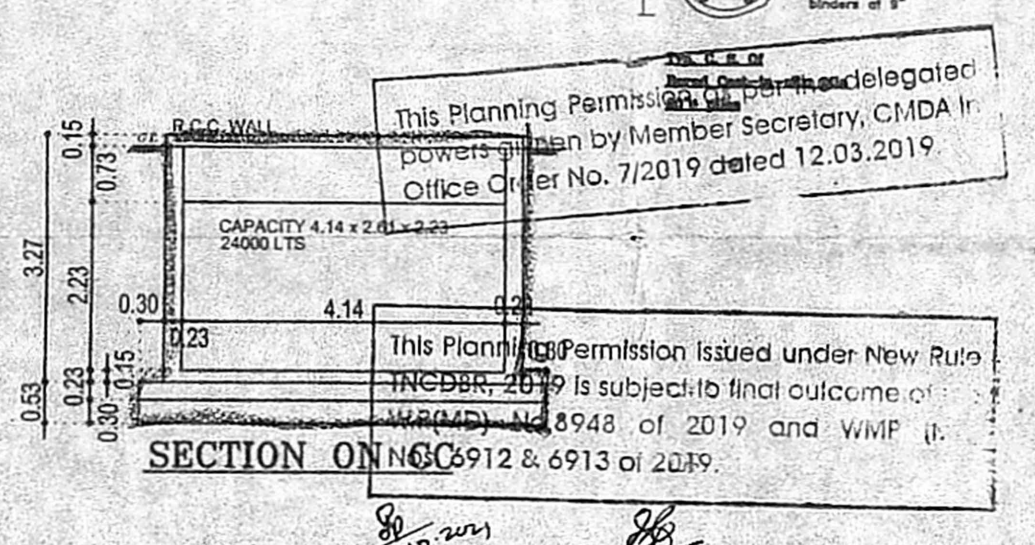 binders at 9"
This Planning Permission as per the delegated
powers given by Member Secretary, CMDA in
Office Order No. 7/2019 dated 12.03.2019.
R.C.C. WALL
0.15
0.73
CAPACITY 4.14 x 2.61 x 2.23
24000 LTS
3.27
2.23
0.30
4.14
0.23
0.15
0.23
0.53
0.30
This Planning Permission issued under New Rule
TNCDBR, 2019 is subject to final outcome of
W.P(MD) No.8948 of 2019 and WMP
Nos. 6912 & 6913 of 2019.
SECTION ON CC